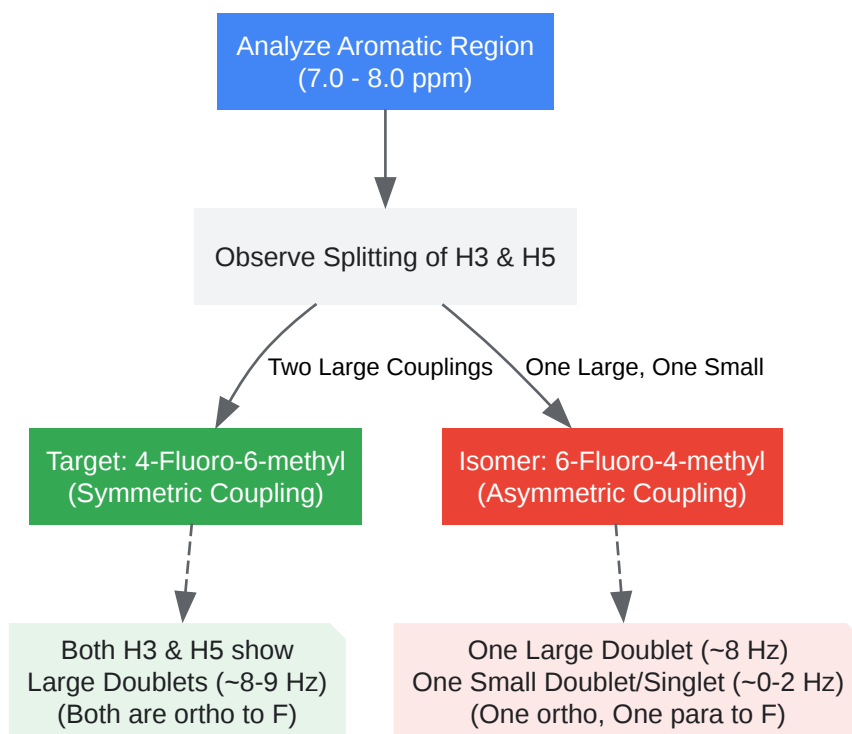 Analyze Aromatic Region
(7.0 - 8.0 ppm)
Observe Splitting of H3 & H5
Two Large Couplings
One Large, One Small
Target: 4-Fluoro-6-methyl
(Symmetric Coupling)
Isomer: 6-Fluoro-4-methyl
(Asymmetric Coupling)
Both H3 & H5 show
Large Doublets (~8-9 Hz)
(Both are ortho to F)
One Large Doublet (~8 Hz)
One Small Doublet/Singlet (~0-2 Hz)
(One ortho, One para to F)